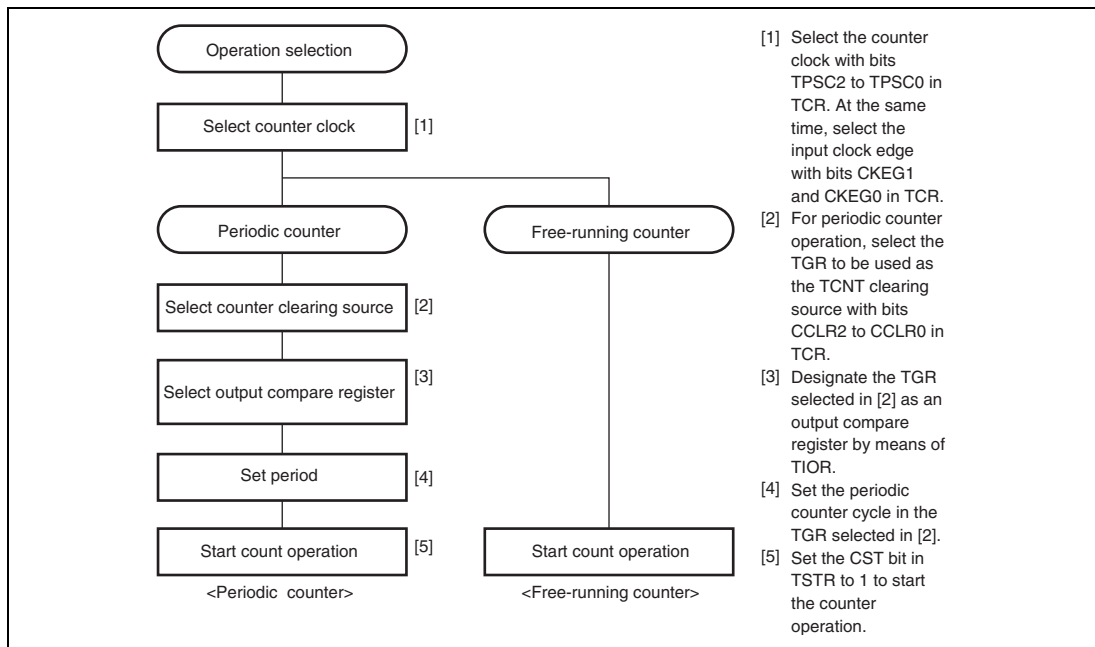 Operation selection
Select counter clock
[1]
Periodic counter
Free-running counter
Select counter clearing source
[2]
Select output compare register
[3]
Set period
[4]
Start count operation
[5]
Start count operation
<Periodic counter>
<Free-running counter>
[1] Select the counter
clock with bits
TPSC2 to TPSC0 in
TCR. At the same
time, select the
input clock edge
with bits CKEG1
and CKEG0 in TCR.
[2] For periodic counter
operation, select the
TGR to be used as
the TCNT clearing
source with bits
CCLR2 to CCLR0 in
TCR.
[3] Designate the TGR
selected in [2] as an
output compare
register by means of
TIOR.
[4] Set the periodic
counter cycle in the
TGR selected in [2].
[5] Set the CST bit in
TSTR to 1 to start
the counter
operation.